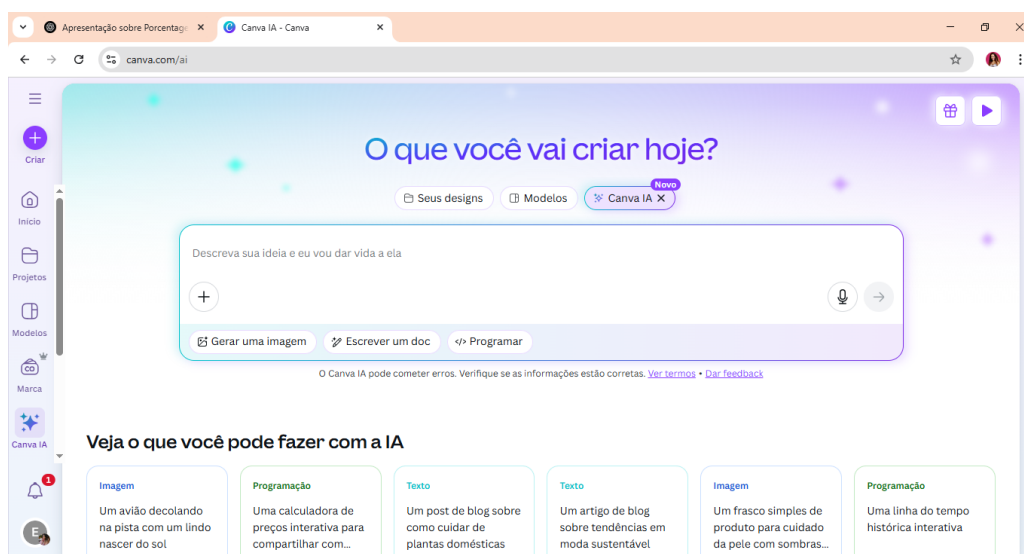 Apresentação sobre Porcentage
Canva IA - Canva
canva.com/ai
Criar
Início
Projetos
Modelos
Marca
Canva IA
1
E
O que você vai criar hoje?
Seus designs
Modelos
Canva IA
Novo
Descreva sua ideia e eu vou dar vida a ela
Gerar uma imagem
Escrever um doc
</> Programar
O Canva IA pode cometer erros. Verifique se as informações estão corretas. Ver termos • Dar feedback
Veja o que você pode fazer com a IA
Imagem
Um avião decolando
na pista com um lindo
nascer do sol
Programação
Uma calculadora de
preços interativa para
compartilhar com...
Texto
Um post de blog sobre
como cuidar de
plantas domésticas
Texto
Um artigo de blog
sobre tendências em
moda sustentável
Imagem
Um frasco simples de
produto para cuidado
da pele com sombras...
Programação
Uma linha do tempo
histórica interativa